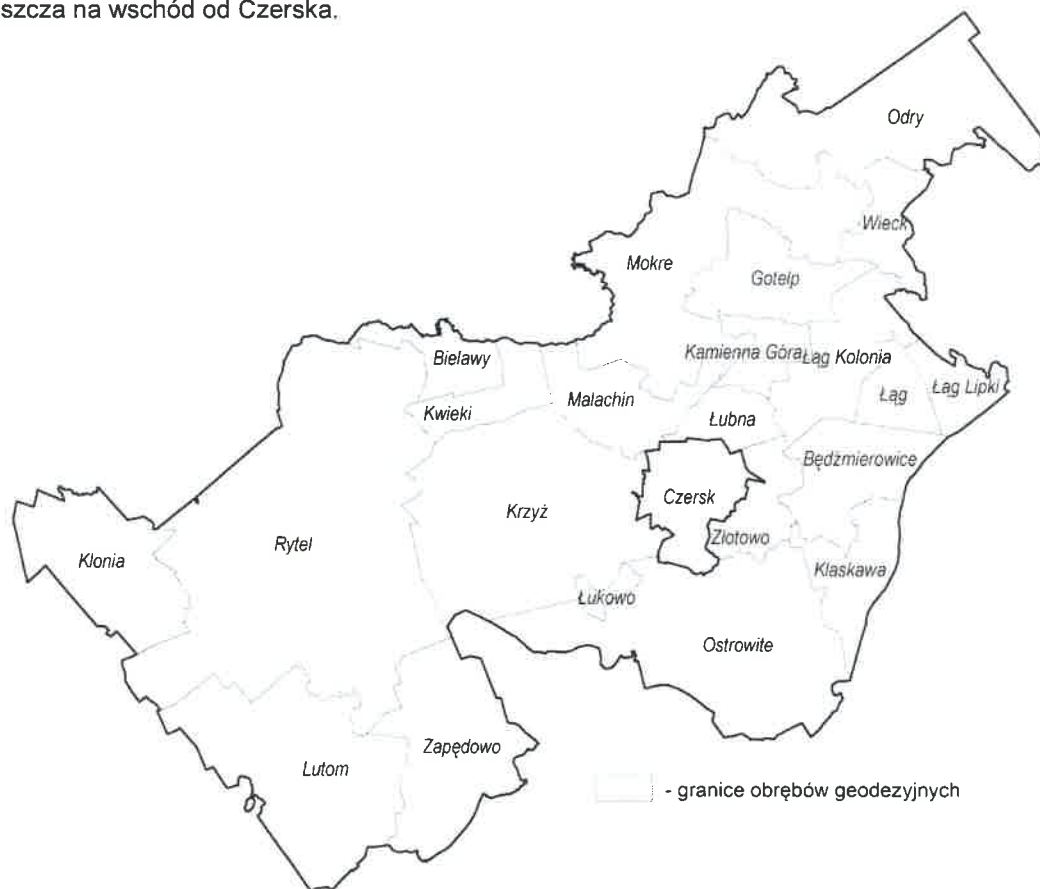 szcza na wschód od Czerska.
Odry
Wieck
Mokre
Gotelp
Kamienna Góra
Łąg Kolonia
Bielawy
Łąg
Łąg Lipki
Malachin
Kwieki
Łubna
Będźmierowice
Czersk
Krzyż
Złotowo
Rytel
Klonia
Klaskawa
Łukowo
Ostrowite
Zapędowo
Lutom
- granice obrębów geodezyjnych